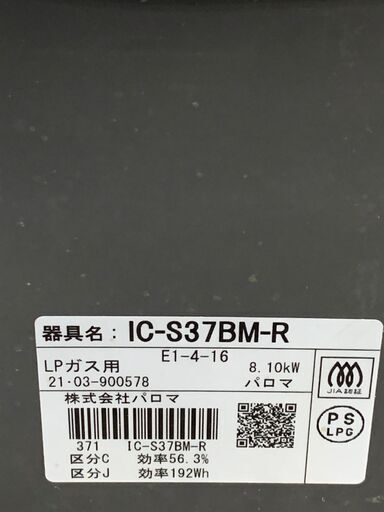 器具名：IC-S37BM-R
E1-4-16
LPガス用 8.10kW
21・03-900578 パロマ
株式会社パロマ
371 IC-S37BM-R
区分C 効率56.3%
区分J 効率192Wh
JIA認証
PS
LPG